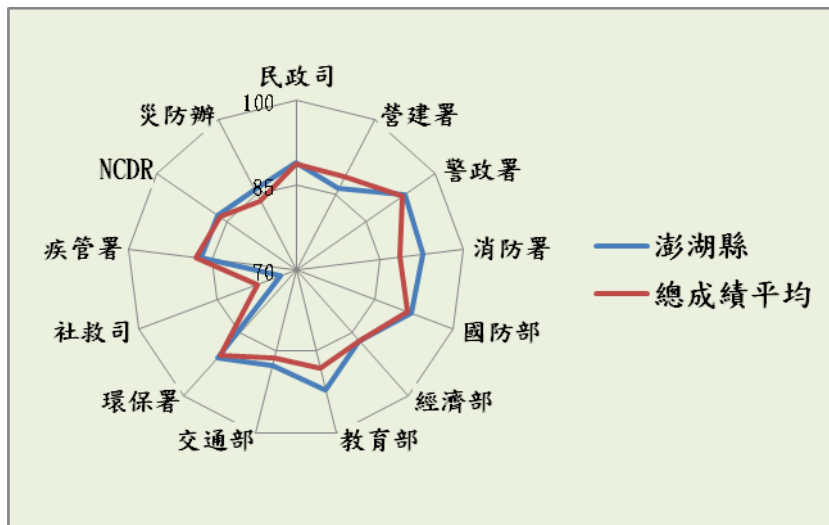 民政司
營建署
警政署
消防署
國防部
經濟部
教育部
交通部
環保署
社救司
疾管署
NCDR
災防辦
100
85
70
澎湖縣
總成績平均